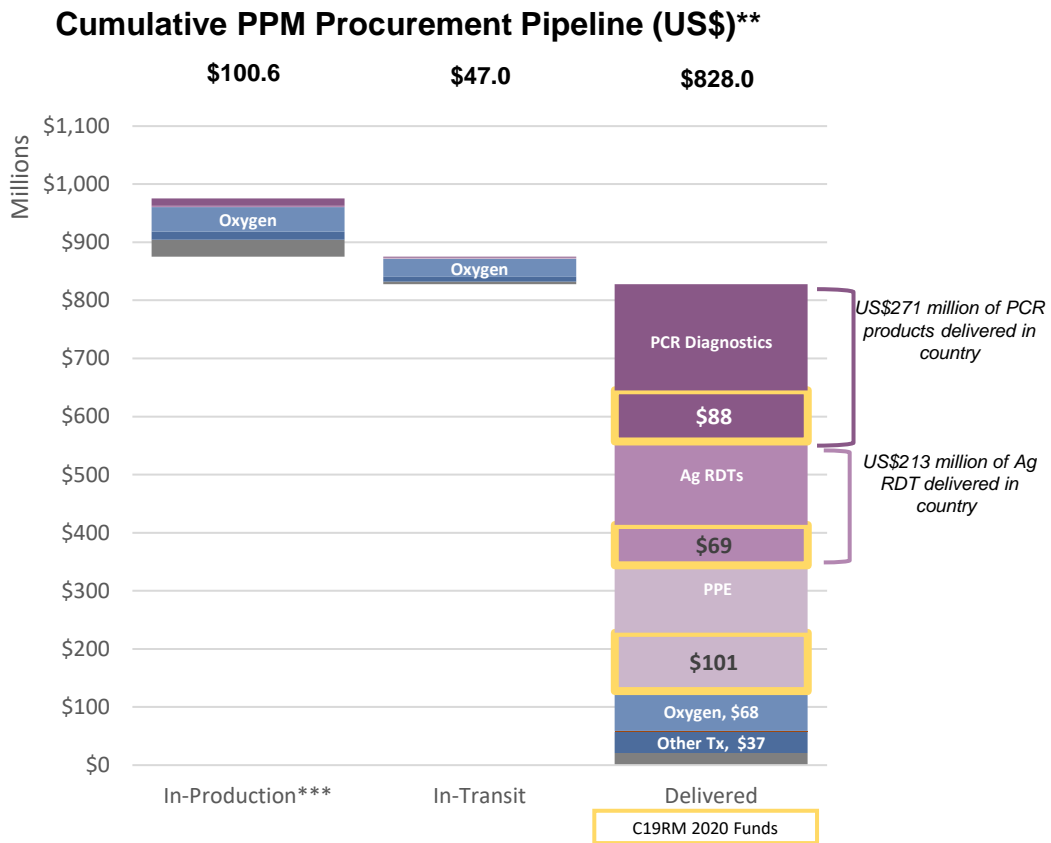 Cumulative PPM Procurement Pipeline (US$)**
$100.6
$47.0
$828.0
Millions
$1,100
$1,000
$900
$800
$700
$600
$500
$400
$300
$200
$100
$0
Oxygen
Oxygen
PCR Diagnostics
$88
Ag RDTs
$69
PPE
$101
Oxygen, $68
Other Tx, $37
US$271 million of PCR
products delivered in
country
US$213 million of Ag
RDT delivered in
country
In-Production***
In-Transit
Delivered
C19RM 2020 Funds